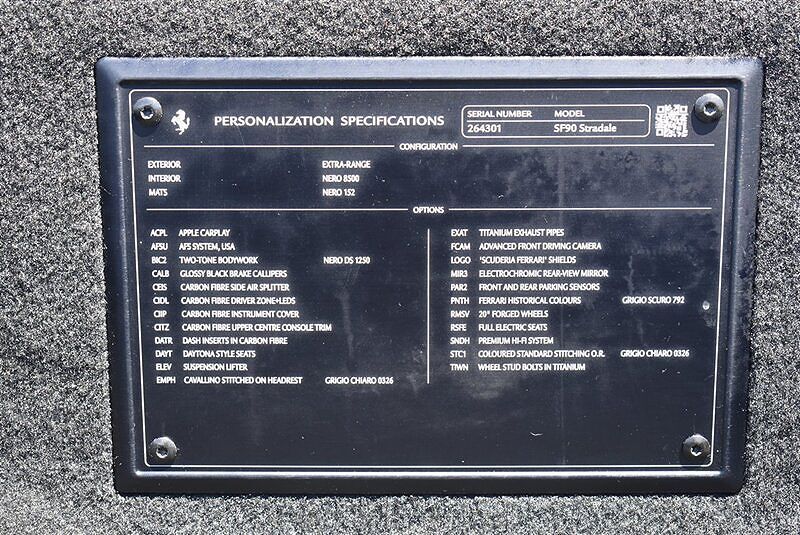 PERSONALIZATION SPECIFICATIONS
SERIAL NUMBER MODEL
264301 SF90 Stradale
CONFIGURATION
EXTERIOR EXTRA-RANGE
INTERIOR NERO 8500
MATS NERO 152
OPTIONS
ACPL APPLE CARPLAY
AFSU AFS SYSTEM, USA
BIC2 TWO-TONE BODYWORK NERO DS 1250
CALB GLOSSY BLACK BRAKE CALLIPERS
CEIS CARBON FIBRE SIDE AIR SPLITTER
CIDL CARBON FIBRE DRIVER ZONE+LEDS
CIIP CARBON FIBRE INSTRUMENT COVER
CITZ CARBON FIBRE UPPER CENTRE CONSOLE TRIM
DATR DASH INSERTS IN CARBON FIBRE
DAYT DAYTONA STYLE SEATS
ELEV SUSPENSION LIFTER
EMPH CAVALLINO STITCHED ON HEADREST GRIGIO CHIARO 0326
EXAT TITANIUM EXHAUST PIPES
FCAM ADVANCED FRONT DRIVING CAMERA
LOGO "SCUDERIA FERRARI" SHIELDS
MIR3 ELECTROCHROMIC REAR-VIEW MIRROR
PAR2 FRONT AND REAR PARKING SENSORS
PNTH FERRARI HISTORICAL COLOURS GRIGIO SCURO 792
RMSV 20" FORGED WHEELS
RSFE FULL ELECTRIC SEATS
SNDH PREMIUM HI-FI SYSTEM
STC1 COLOURED STANDARD STITCHING O.R. GRIGIO CHIARO 0326
TIWN WHEEL STUD BOLTS IN TITANIUM